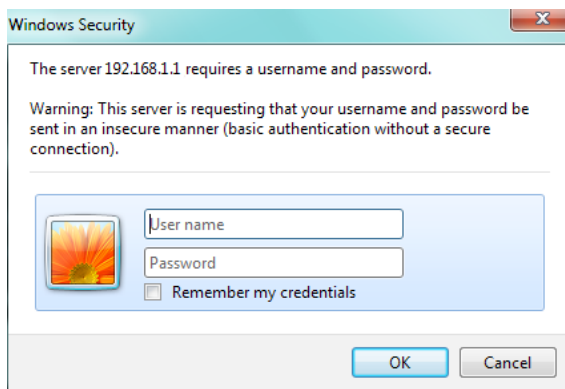 Windows Security
The server 192.168.1.1 requires a username and password.
Warning: This server is requesting that your username and password be
sent in an insecure manner (basic authentication without a secure
connection).
User name
Password
Remember my credentials
OK
Cancel